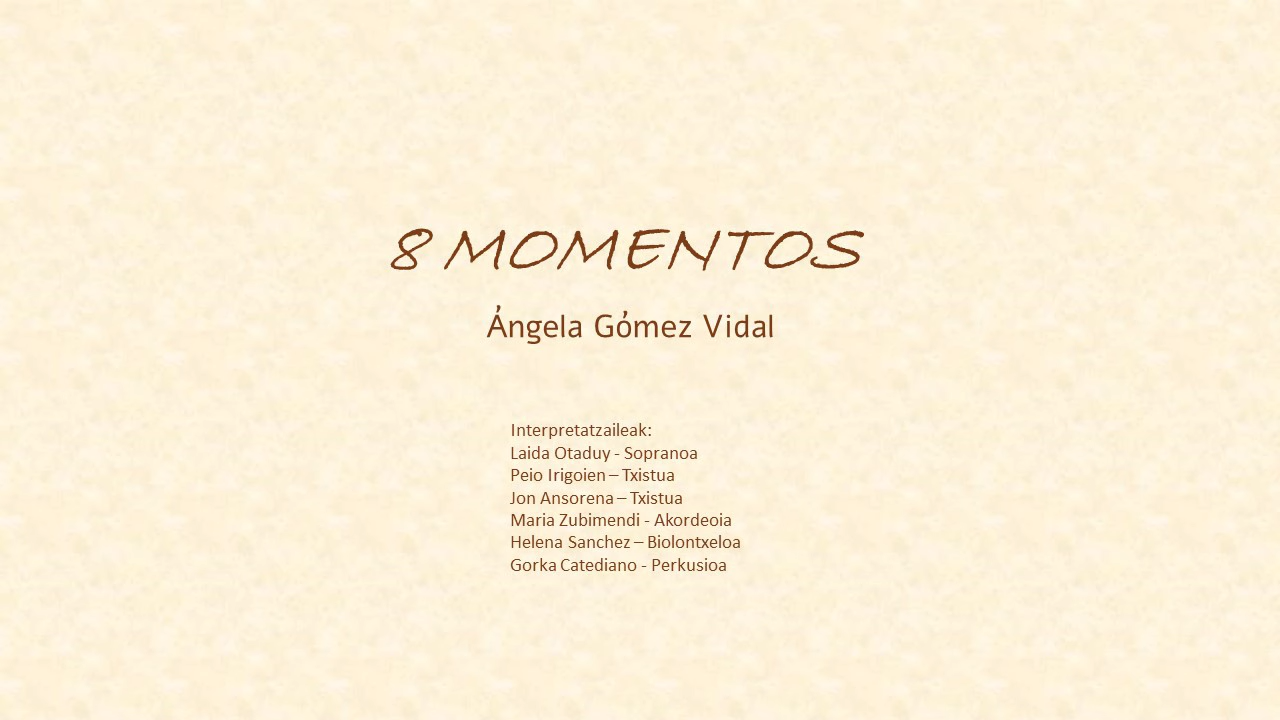 8 MOMENTOS
Ángela Gómez Vidal
Interpretatzaileak:
Laida Otaduy - Sopranoa
Peio Irigoien – Txistua
Jon Ansorena – Txistua
Maria Zubimendi - Akordeoia
Helena Sanchez – Biolontxeloa
Gorka Catediano - Perkusioa